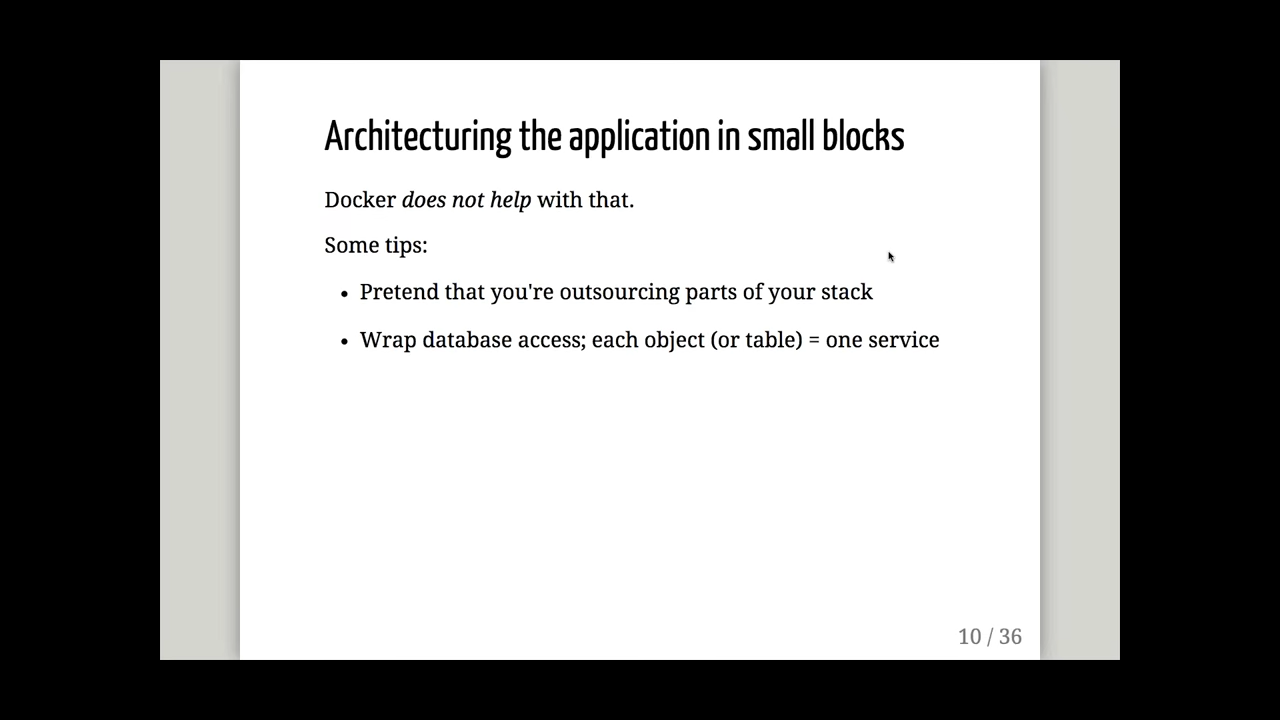 Architecturing the application in small blocks
Docker does not help with that.
Some tips:
• Pretend that you're outsourcing parts of your stack
• Wrap database access; each object (or table) = one service
10 / 36